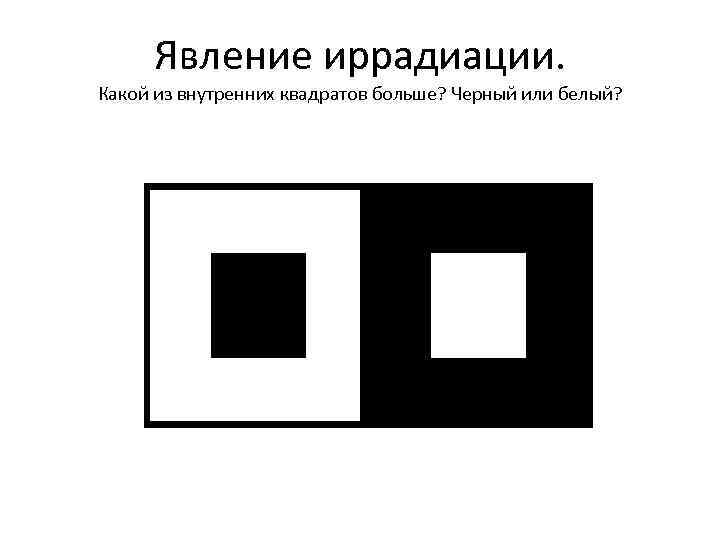 Явление иррадиации.
Какой из внутренних квадратов больше? Черный или белый?